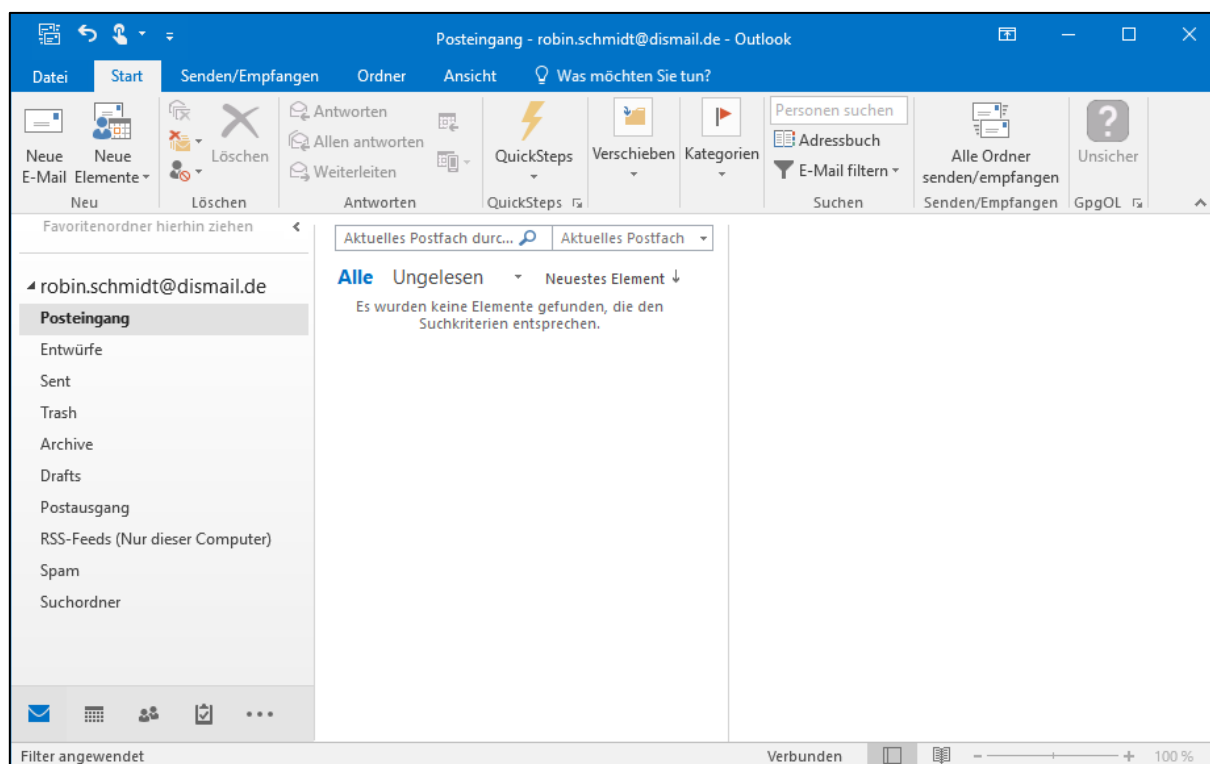 Posteingang - robin.schmidt@dismail.de - Outlook
Datei Start Senden/Empfangen Ordner Ansicht Was möchten Sie tun?
Neue E-Mail
Neue Elemente
Neu
Löschen
Löschen
Antworten
Allen antworten
Weiterleiten
Antworten
QuickSteps
QuickSteps
Verschieben
Kategorien
Personen suchen
Adressbuch
E-Mail filtern
Suchen
Alle Ordner
senden/empfangen
Senden/Empfangen
?
Unsicher
GpgOL
Favoritenordner hierhin ziehen
robin.schmidt@dismail.de
Posteingang
Entwürfe
Sent
Trash
Archive
Drafts
Postausgang
RSS-Feeds (Nur dieser Computer)
Spam
Suchordner
Aktuelles Postfach durc... Aktuelles Postfach
Alle Ungelesen Neuestes Element ↓
Es wurden keine Elemente gefunden, die den
Suchkriterien entsprechen.
Filter angewendet Verbunden - + 100 %